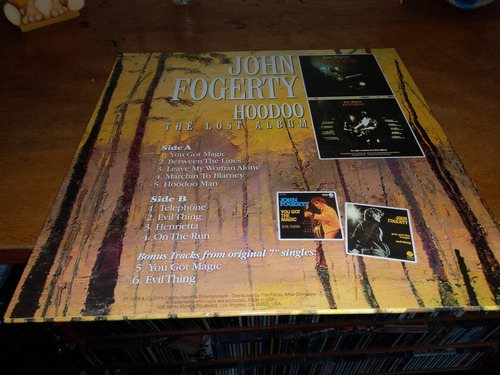 JOHN
FOGERTY
HOODOO
THE LOST ALBUM
Side A
1. You Got Magic
2. Between The Lines
3. Leave My Woman Alone
4. Marchin To Blarney
5. Hoodoo Man
Side B
1. Telephone
2. Evil Thing
3. Henrietta
4. On The Run
Bonus Tracks from original 7" singles:
5. You Got Magic
6. Evil Thing
JOHN
FOGERTY
YOU GOT
THE
MAGIC
EVIL THING
JOHN
FOGERTY